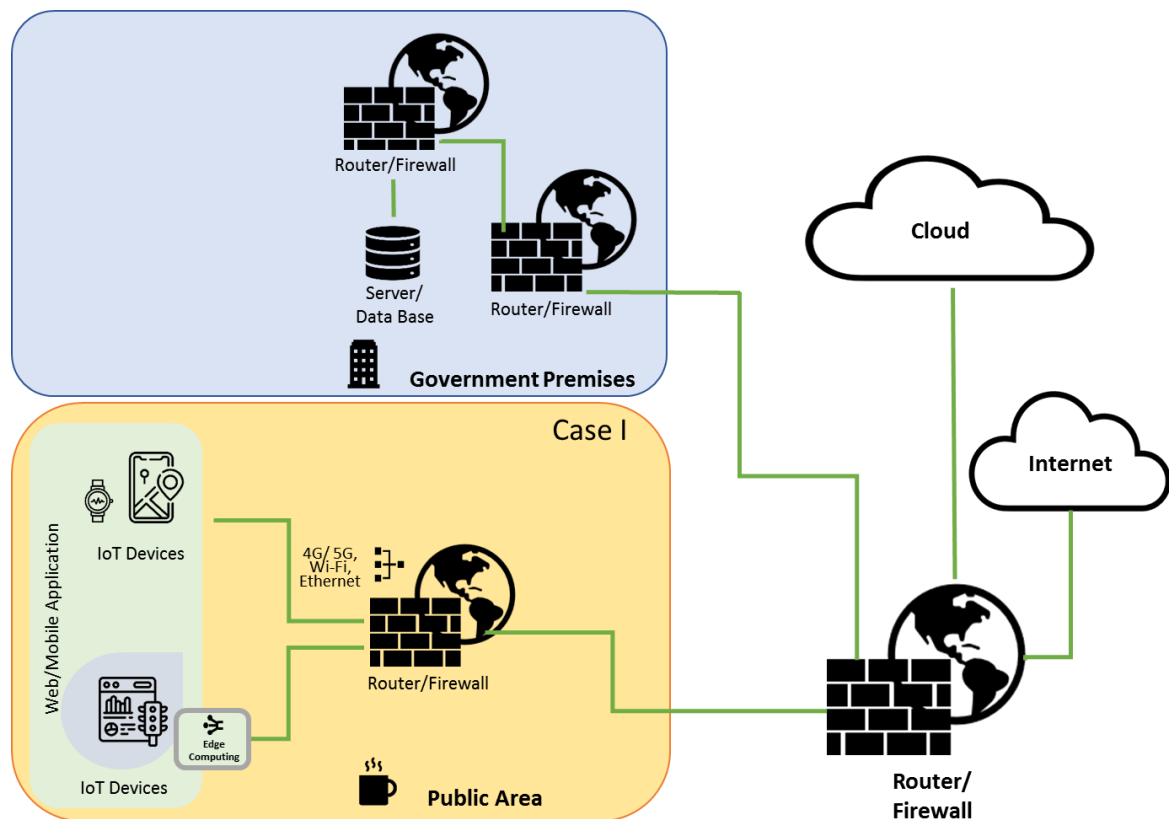 Router/Firewall
Server/
Data Base
Router/Firewall
Government Premises
Cloud
Internet
Case I
Web/Mobile Application
IoT Devices
4G/ 5G,
Wi-Fi,
Ethernet
Router/Firewall
Edge
Computing
IoT Devices
Public Area
Router/
Firewall